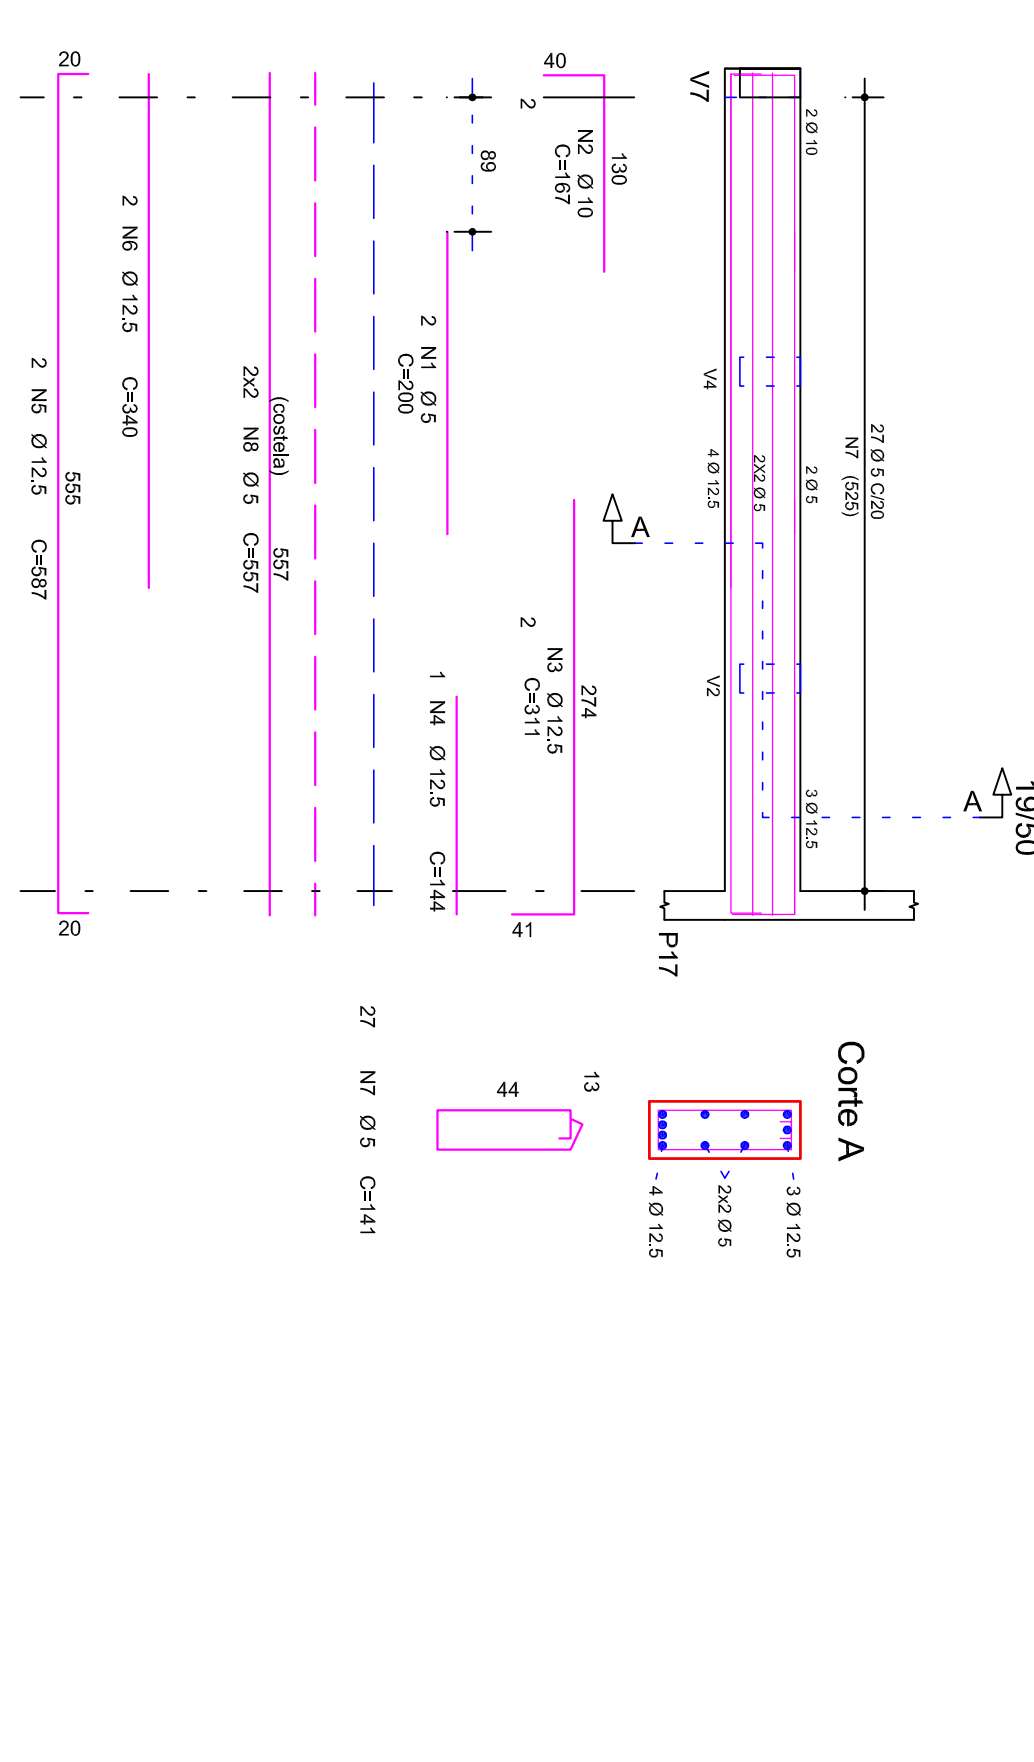 19/50
27 Ø 5 C/20
N7 (525)
2 Ø 10
2 Ø 5
3 Ø 12.5
2X2 Ø 5
V7
V4
4 Ø 12.5
V2
A
A
P17
130
40
2 N2 Ø 10
C=167
274
2 N3 Ø 12.5
C=311
41
89
2 N1 Ø 5
C=200
1 N4 Ø 12.5 C=144
(costela) 557
2x2 N8 Ø 5 C=557
2 N6 Ø 12.5 C=340
20
555
20
2 N5 Ø 12.5 C=587
Corte A
3 Ø 12.5
2x2 Ø 5
4 Ø 12.5
13
44
27 N7 Ø 5 C=141